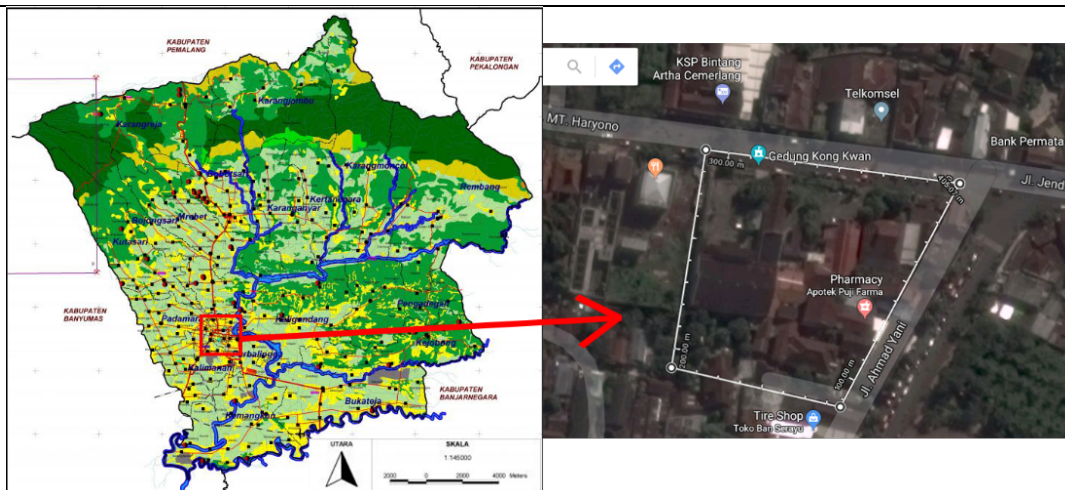 KABUPATEN
PEMALANG
KABUPATEN
PEKALONGAN
Karangjambu
Karangreja
Bobotsari
Karangmoncol
Rembang
Kertanegara
Karanganyar
Mrebet
Bojongsari
Kutasari
Pengadegan
KABUPATEN
BANYUMAS
Padamara
Kaligondang
Kejobong
Kalimanah
KABUPATEN
BANJARNEGARA
Bukateja
Kemangkon
UTARA
SKALA
1:145000
2000 0 2000 4000 Meters
KSP Bintang
Artha Cemerlang
Telkomsel
MT. Haryono
Bank Permata
300.00 m
Gedung Kong Kwan
Jl. Jend
Pharmacy
Apotek Puji Farma
200.00 m
100.00 m
Jl. Ahmad Yani
Tire Shop
Toko Ban Serayu